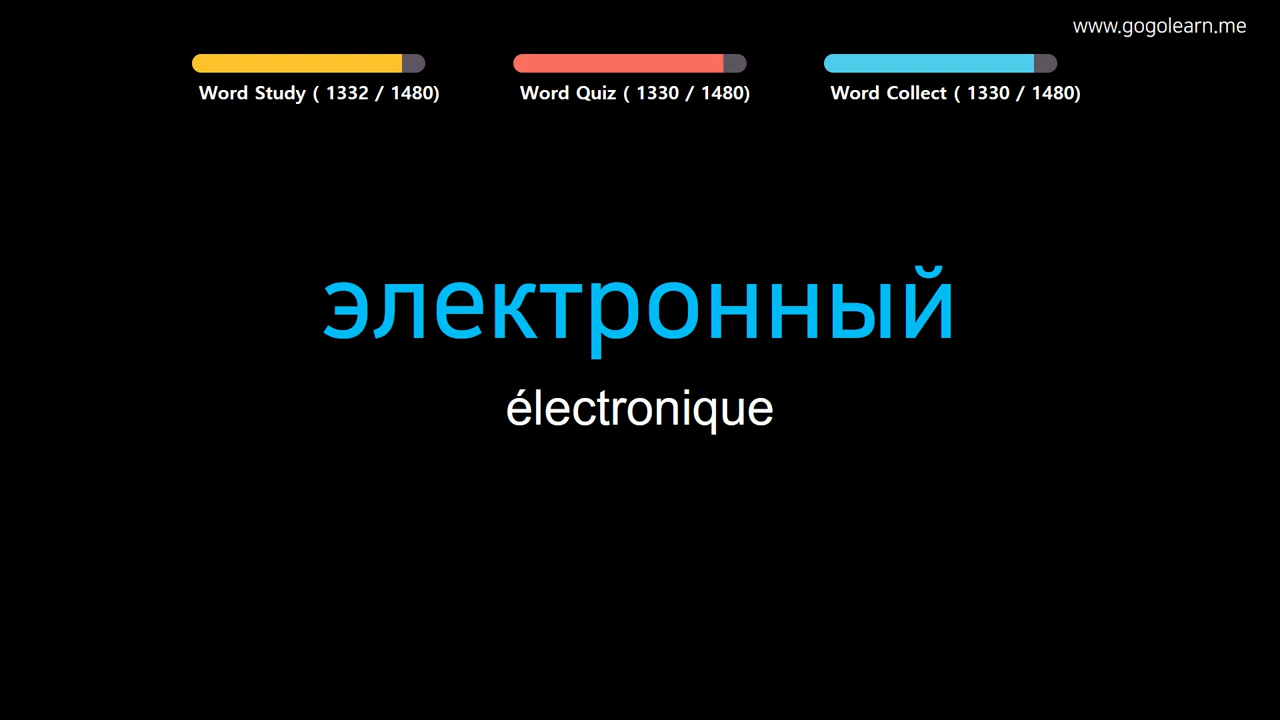 www.gogolearn.me
Word Study ( 1332 / 1480)
Word Quiz ( 1330 / 1480)
Word Collect ( 1330 / 1480)
электронный
électronique